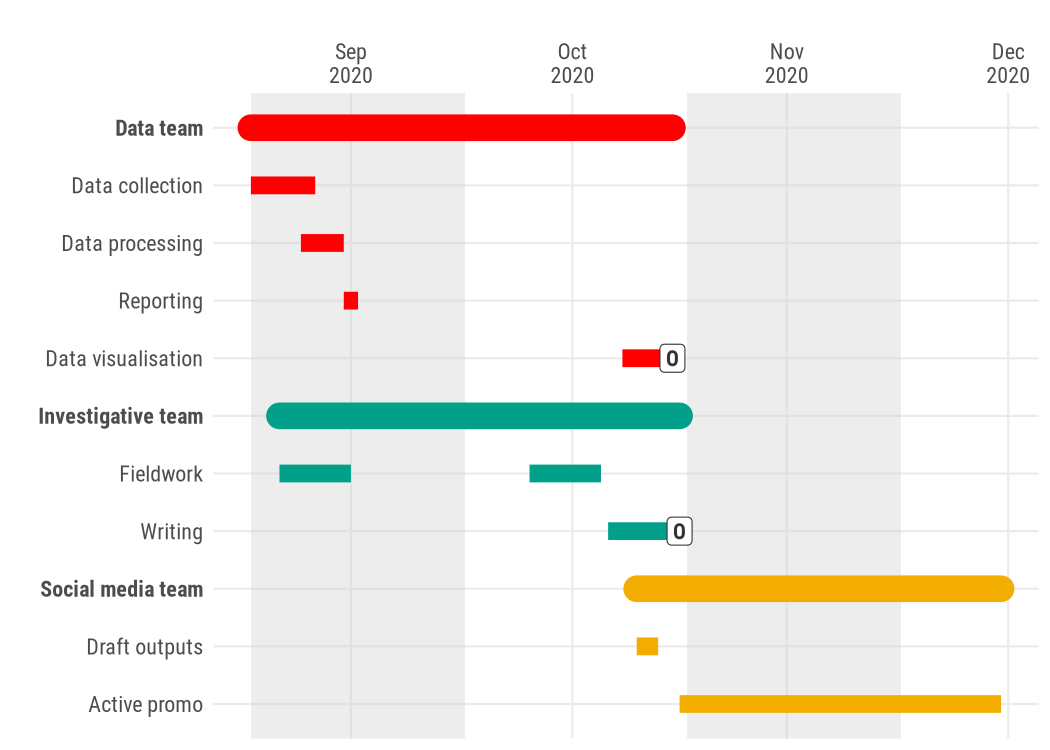 Sep Oct Nov Dec
2020 2020 2020 2020
Data team
Data collection
Data processing
Reporting
Data visualisation 0
Investigative team
Fieldwork
Writing 0
Social media team
Draft outputs
Active promo